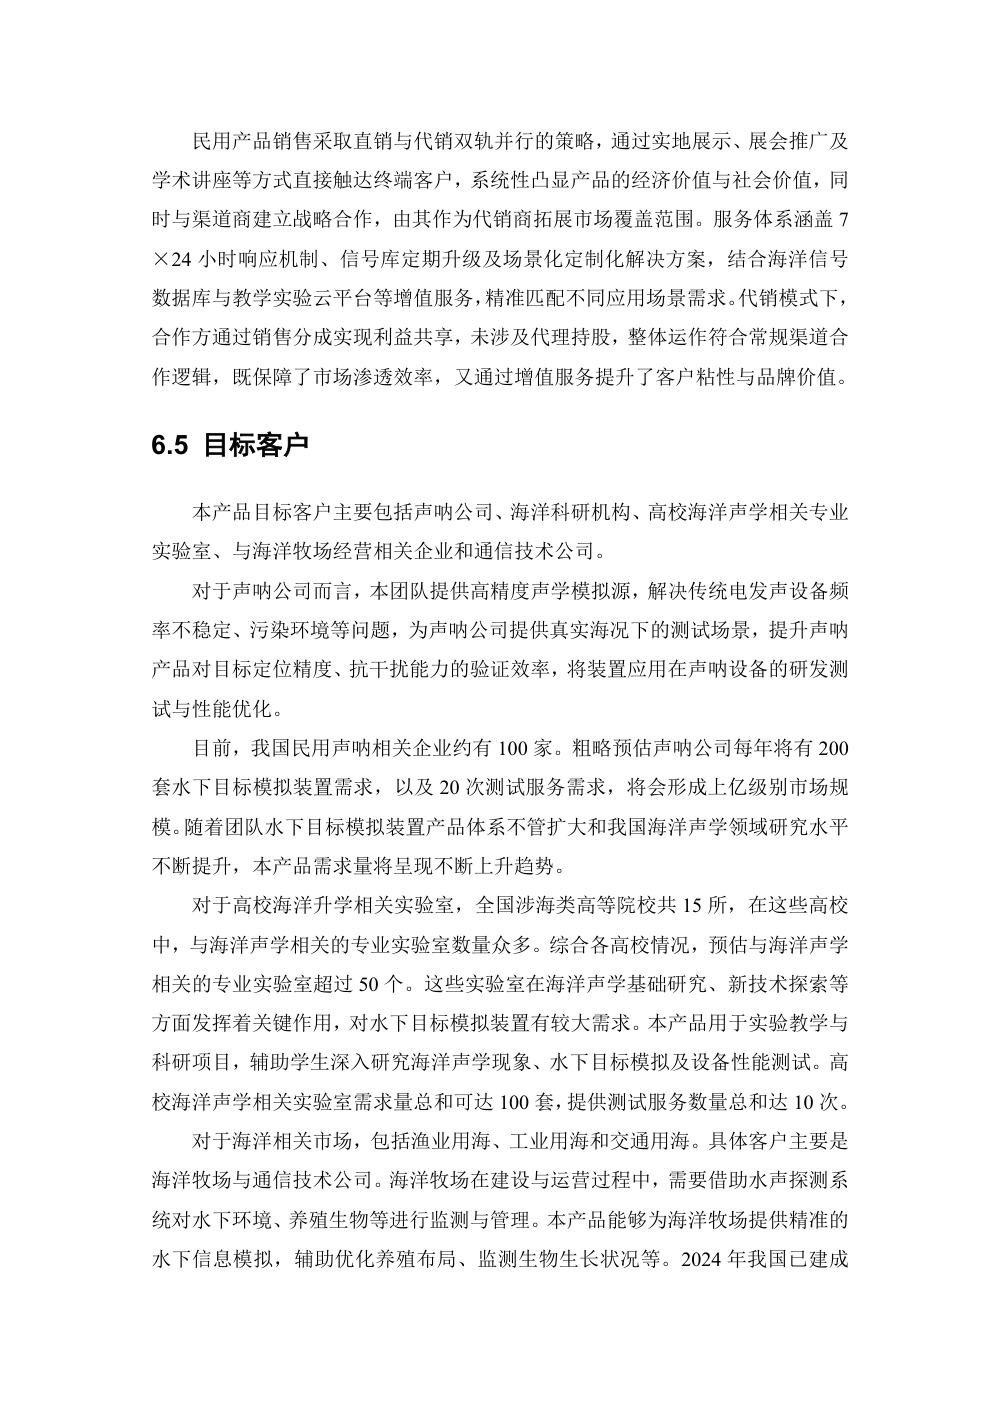 民用产品销售采取直销与代销双轨并行的策略，通过实地展示、展会推广及
学术讲座等方式直接触达终端客户，系统性凸显产品的经济价值与社会价值，同
时与渠道商建立战略合作，由其作为代销商拓展市场覆盖范围。服务体系涵盖 7
×24 小时响应机制、信号库定期升级及场景化定制化解决方案，结合海洋信号
数据库与教学实验云平台等增值服务，精准匹配不同应用场景需求。代销模式下，
合作方通过销售分成实现利益共享，未涉及代理持股，整体运作符合常规渠道合
作逻辑，既保障了市场渗透效率，又通过增值服务提升了客户粘性与品牌价值。
6.5 目标客户
本产品目标客户主要包括声呐公司、海洋科研机构、高校海洋声学相关专业
实验室、与海洋牧场经营相关企业和通信技术公司。
对于声呐公司而言，本团队提供高精度声学模拟源，解决传统电发声设备频
率不稳定、污染环境等问题，为声呐公司提供真实海况下的测试场景，提升声呐
产品对目标定位精度、抗干扰能力的验证效率，将装置应用在声呐设备的研发测
试与性能优化。
目前，我国民用声呐相关企业约有 100 家。粗略预估声呐公司每年将有 200
套水下目标模拟装置需求，以及 20 次测试服务需求，将会形成上亿级别市场规
模。随着团队水下目标模拟装置产品体系不管扩大和我国海洋声学领域研究水平
不断提升，本产品需求量将呈现不断上升趋势。
对于高校海洋升学相关实验室，全国涉海类高等院校共 15 所，在这些高校
中，与海洋声学相关的专业实验室数量众多。综合各高校情况，预估与海洋声学
相关的专业实验室超过 50 个。这些实验室在海洋声学基础研究、新技术探索等
方面发挥着关键作用，对水下目标模拟装置有较大需求。本产品用于实验教学与
科研项目，辅助学生深入研究海洋声学现象、水下目标模拟及设备性能测试。高
校海洋声学相关实验室需求量总和可达 100 套，提供测试服务数量总和达 10 次。
对于海洋相关市场，包括渔业用海、工业用海和交通用海。具体客户主要是
海洋牧场与通信技术公司。海洋牧场在建设与运营过程中，需要借助水声探测系
统对水下环境、养殖生物等进行监测与管理。本产品能够为海洋牧场提供精准的
水下信息模拟，辅助优化养殖布局、监测生物生长状况等。2024 年我国已建成